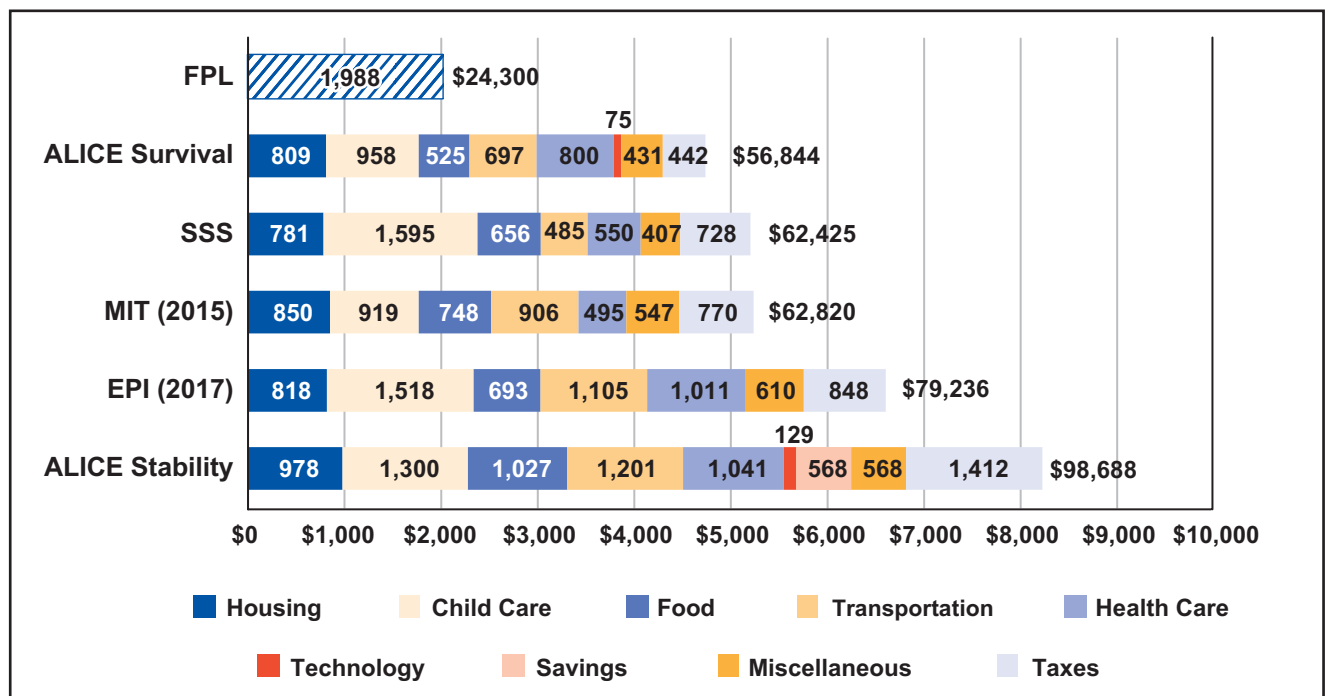 FPL 1,988 $24,300
75
ALICE Survival 809 958 525 697 800 431 442 $56,844
SSS 781 1,595 656 485 550 407 728 $62,425
MIT (2015) 850 919 748 906 495 547 770 $62,820
EPI (2017) 818 1,518 693 1,105 1,011 610 848 $79,236
129
ALICE Stability 978 1,300 1,027 1,201 1,041 568 568 1,412 $98,688
$0 $1,000 $2,000 $3,000 $4,000 $5,000 $6,000 $7,000 $8,000 $9,000 $10,000
Housing Child Care Food Transportation Health Care
Technology Savings Miscellaneous Taxes